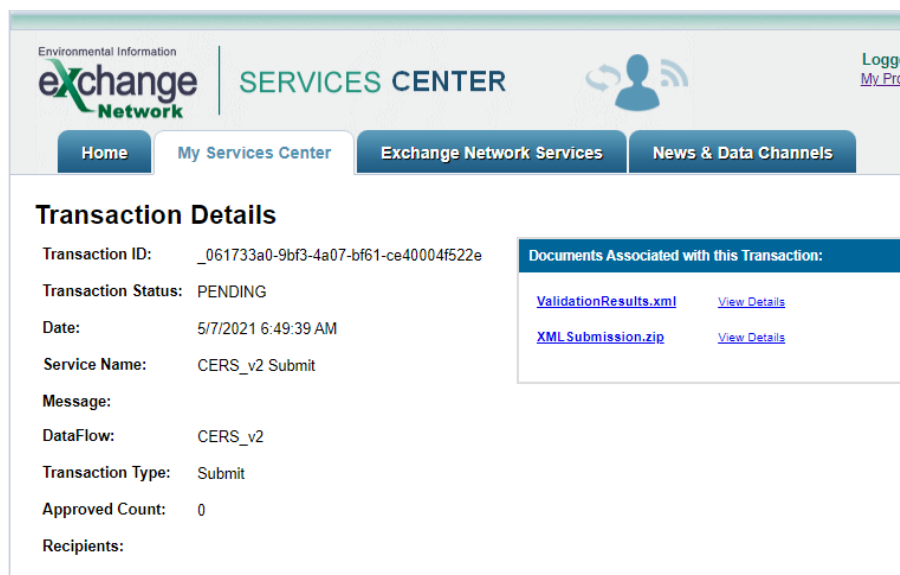 Environmental Information
eXchange
Network
SERVICES CENTER
My
Home
My Services Center
Exchange Network Services
News & Data Channels
Transaction Details
Transaction ID: _061733a0-9bf3-4a07-bf61-ce40004f522e
Transaction Status: PENDING
Date: 5/7/2021 6:49:39 AM
Service Name: CERS_v2 Submit
Message:
DataFlow: CERS_v2
Transaction Type: Submit
Approved Count: 0
Recipients:
Documents Associated with this Transaction:
ValidationResults.xml View Details
XMLSubmission.zip View Details